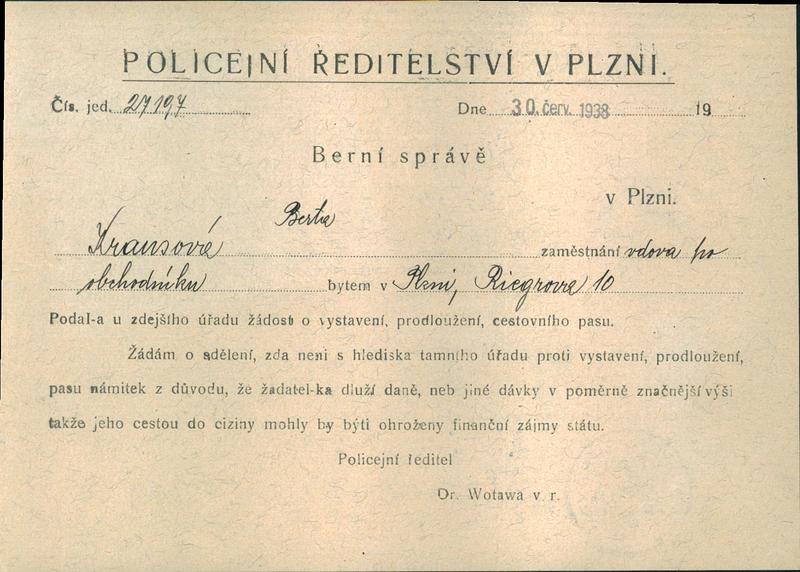 POLICEJNÍ ŘEDITELSTVÍ V PLZNI.
Čís. jed. 27197 Dne 30. červ. 1938 19
Berní správě
v Plzni.
Berta
Krausová zaměstnání vdova po
obchodníku bytem v Plzni, Riegrova 10
Podal-a u zdejšího úřadu žádost o vystavení, prodloužení, cestovního pasu.
Žádám o sdělení, zda neni s hlediska tamního úřadu proti vystavení, prodloužení,
pasu námitek z důvodu, že žadatel-ka dluží daně, neb jiné dávky v poměrně značnější výši
takže jeho cestou do ciziny mohly by býti ohroženy finanční zájmy státu.
Policejní ředitel
Dr. Wotawa v. r.